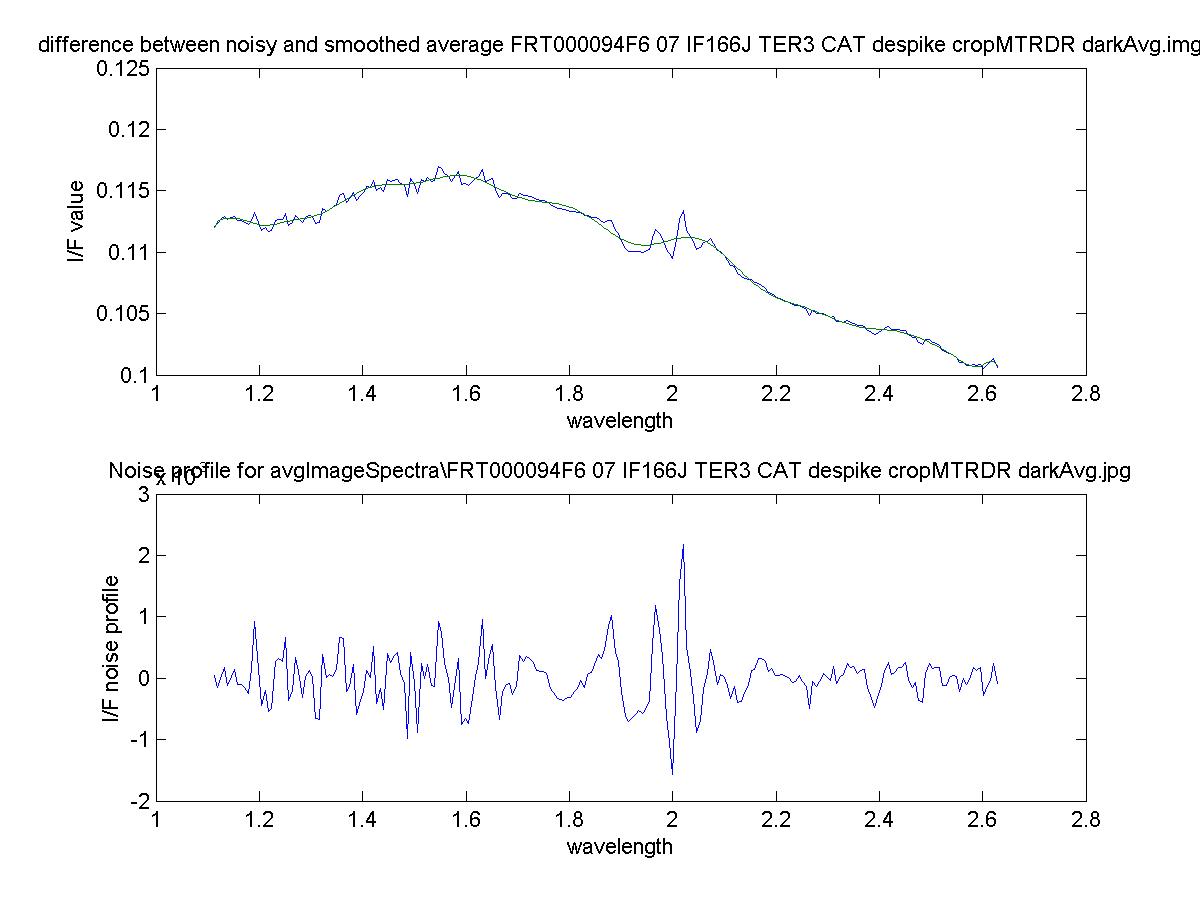 difference between noisy and smoothed average FRT000094F6 07 IF166J TER3 CAT despike cropMTRDR darkAvg.img
0.125
0.12
0.115
0.11
0.105
0.1
I/F value
1 1.2 1.4 1.6 1.8 2 2.2 2.4 2.6 2.8
wavelength
Noise profile for avgImageSpectra\FRT000094F6 07 IF166J TER3 CAT despike cropMTRDR darkAvg.jpg
x 10
3
2
1
0
-1
-2
I/F noise profile
1 1.2 1.4 1.6 1.8 2 2.2 2.4 2.6 2.8
wavelength